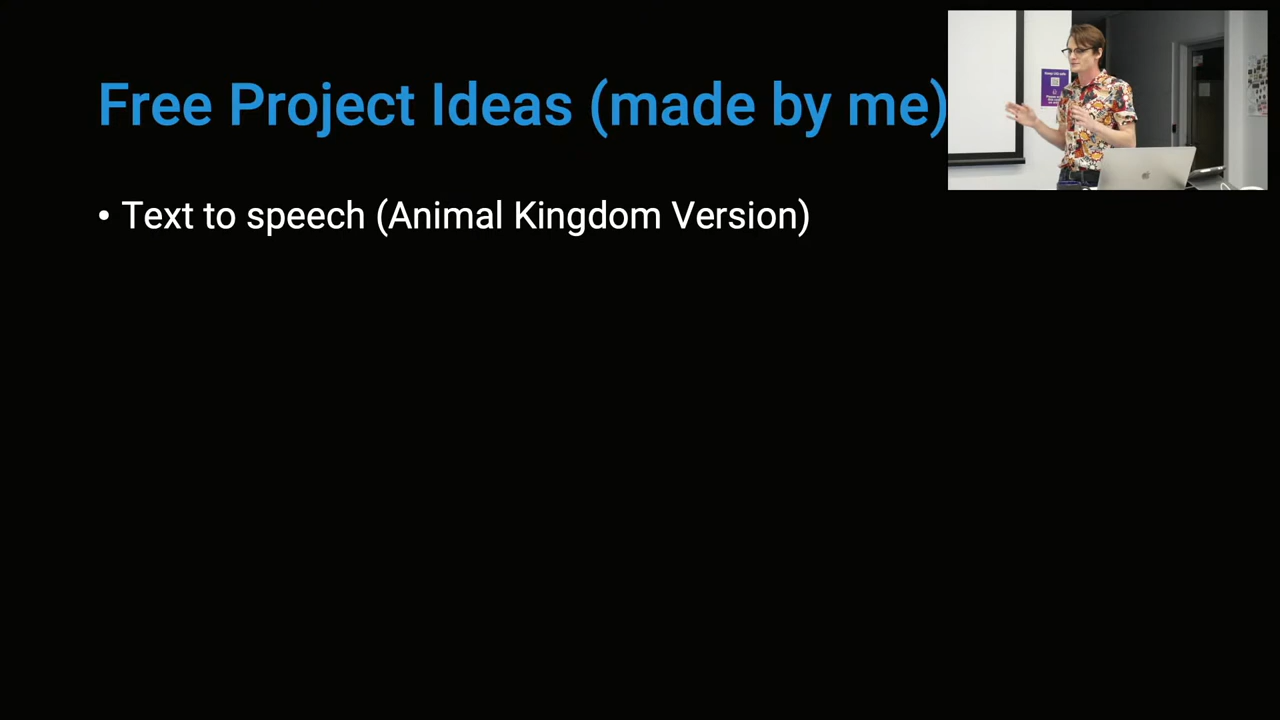 Free Project Ideas (made by me)
• Text to speech (Animal Kingdom Version)